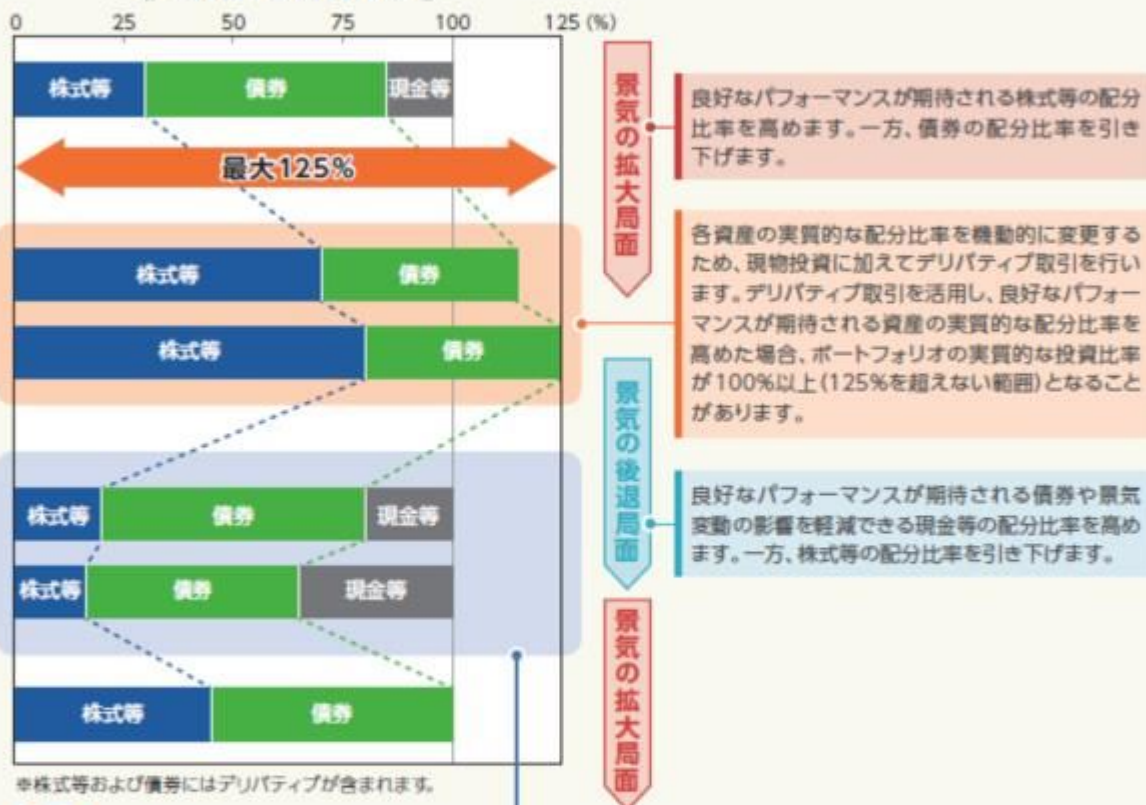 0 25 50 75 100 125 (%)
株式等 債券 現金等
最大125%
株式等 債券
株式等 債券
株式等 債券 現金等
株式等 債券 現金等
株式等 債券
※株式等および債券にはデリバティブが含まれます。
景気の拡大局面
良好なパフォーマンスが期待される株式等の配分
比率を高めます。一方、債券の配分比率を引き
下げます。
各資産の実質的な配分比率を機動的に変更する
ため、現物投資に加えてデリバティブ取引を行い
ます。デリバティブ取引を活用し、良好なパフォー
マンスが期待される資産の実質的な配分比率を
高めた場合、ポートフォリオの実質的な投資比率
が100%以上(125%を超えない範囲)となること
があります。
景気の後退局面
良好なパフォーマンスが期待される債券や景気
変動の影響を軽減できる現金等の配分比率を高め
ます。一方、株式等の配分比率を引き下げます。
景気の拡大局面